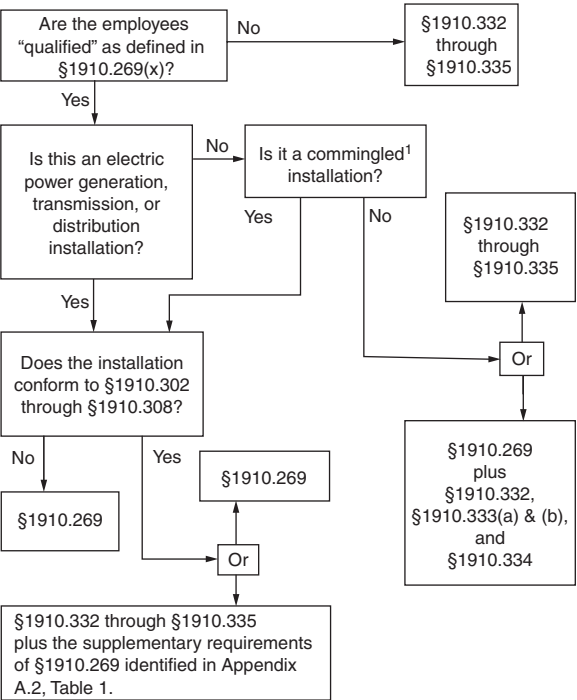 Are the employees
“qualified” as defined in
§1910.269(x)?
No
§1910.332
through
§1910.335
Yes
Is this an electric
power generation,
transmission, or
distribution
installation?
No
Is it a commingled¹
installation?
Yes
No
§1910.332
through
§1910.335
Yes
Or
Does the installation
conform to §1910.302
through §1910.308?
§1910.269
plus
§1910.332,
§1910.333(a) & (b),
and
§1910.334
No
Yes
§1910.269
§1910.269
Or
§1910.332 through §1910.335
plus the supplementary requirements
of §1910.269 identified in Appendix
A.2, Table 1.